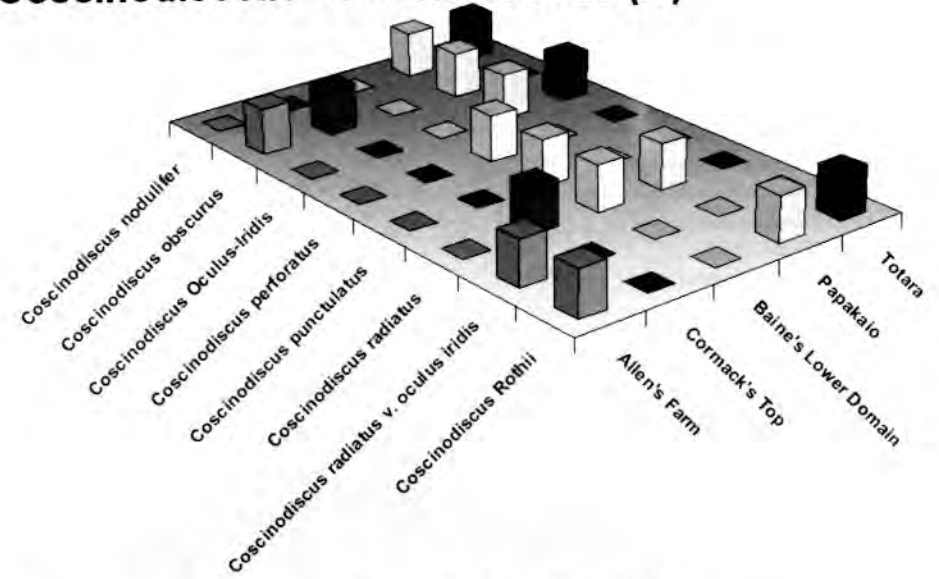 Coscinodiscus nodulifer
Coscinodiscus obscurus
Coscinodiscus Oculus-Iridis
Coscinodiscus perforatus
Coscinodiscus punctulatus
Coscinodiscus radiatus
Coscinodiscus radiatus v. oculus iridis
Coscinodiscus Rothii
Allen's Farm
Cormack's Top
Baine's Lower Domain
Papakaio
Totara